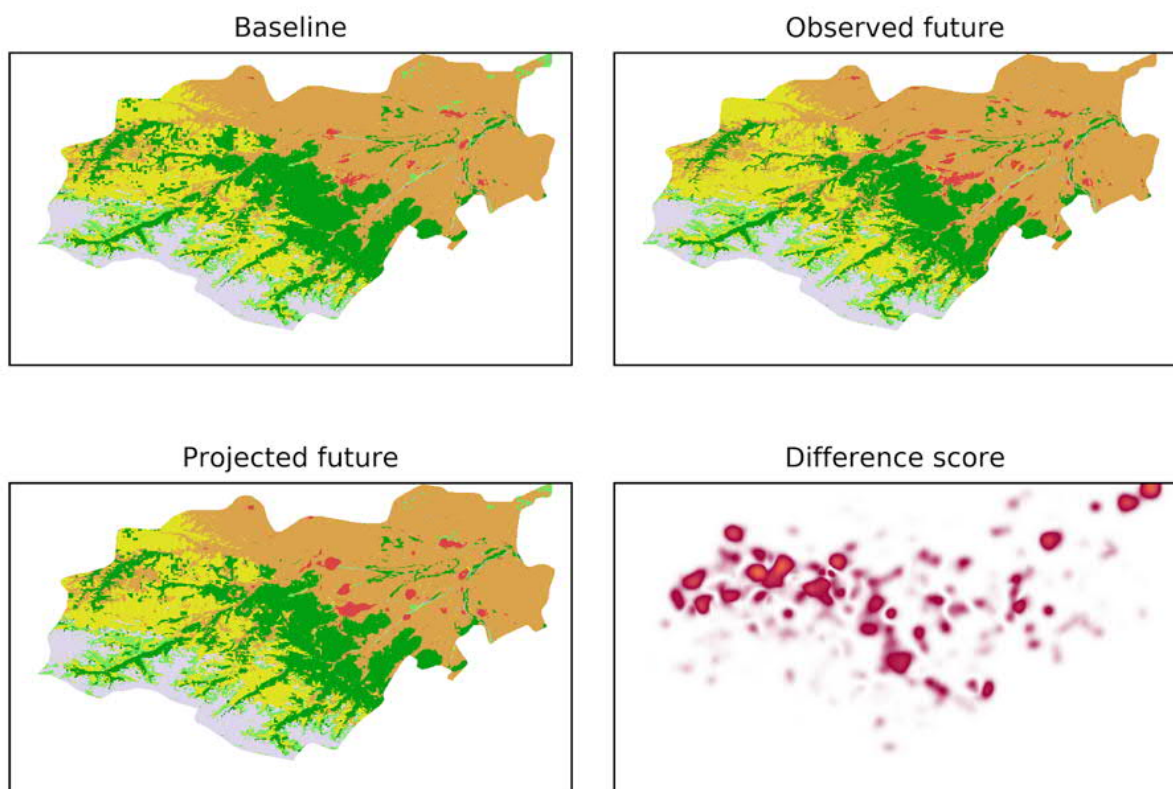 Baseline
Observed future
Projected future
Difference score